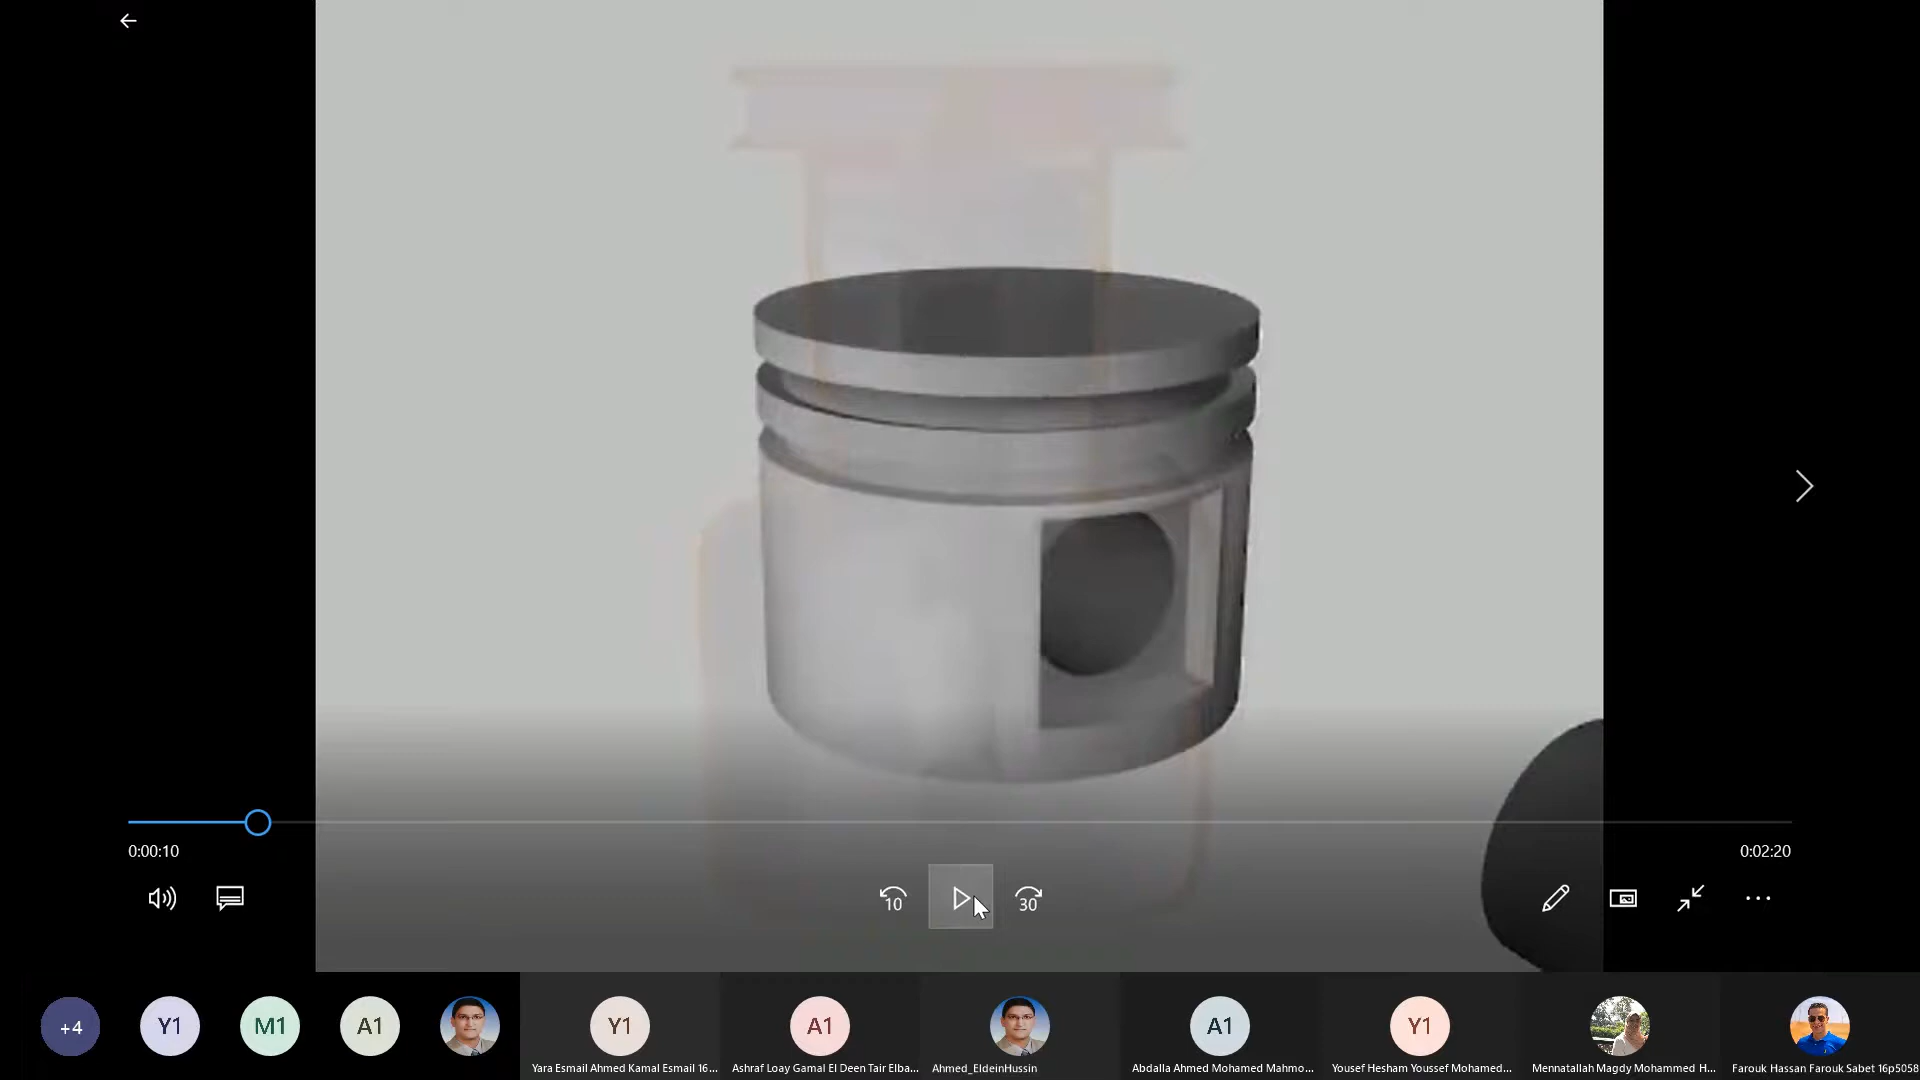 0:00:10
0:02:20
10
30
+4
Y1
M1
A1
Y1
A1
A1
Y1
Yara Esmail Ahmed Kamal Esmail 16...
Ashraf Loay Gamal El Deen Tair Elba...
Ahmed_EldeinHussin
Abdalla Ahmed Mohamed Mahmo...
Yousef Hesham Youssef Mohamed...
Mennatallah Magdy Mohammed H...
Farouk Hassan Farouk Sabet 16p5058